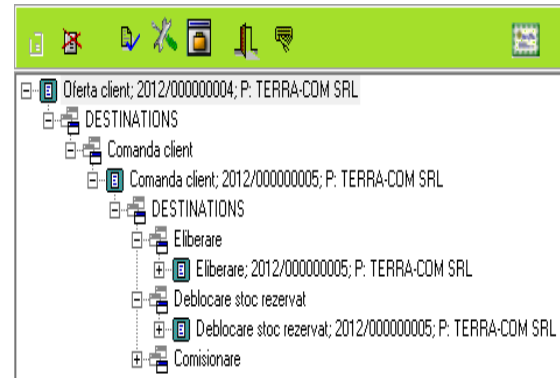 Oferta client; 2012/000000004; P: TERRA-COM SRL
DESTINATIONS
Comanda client
Comanda client; 2012/000000005; P: TERRA-COM SRL
DESTINATIONS
Eliberare
Eliberare; 2012/000000005; P: TERRA-COM SRL
Deblocare stoc rezervat
Deblocare stoc rezervat; 2012/000000005; P: TERRA-COM SRL
Comisionare